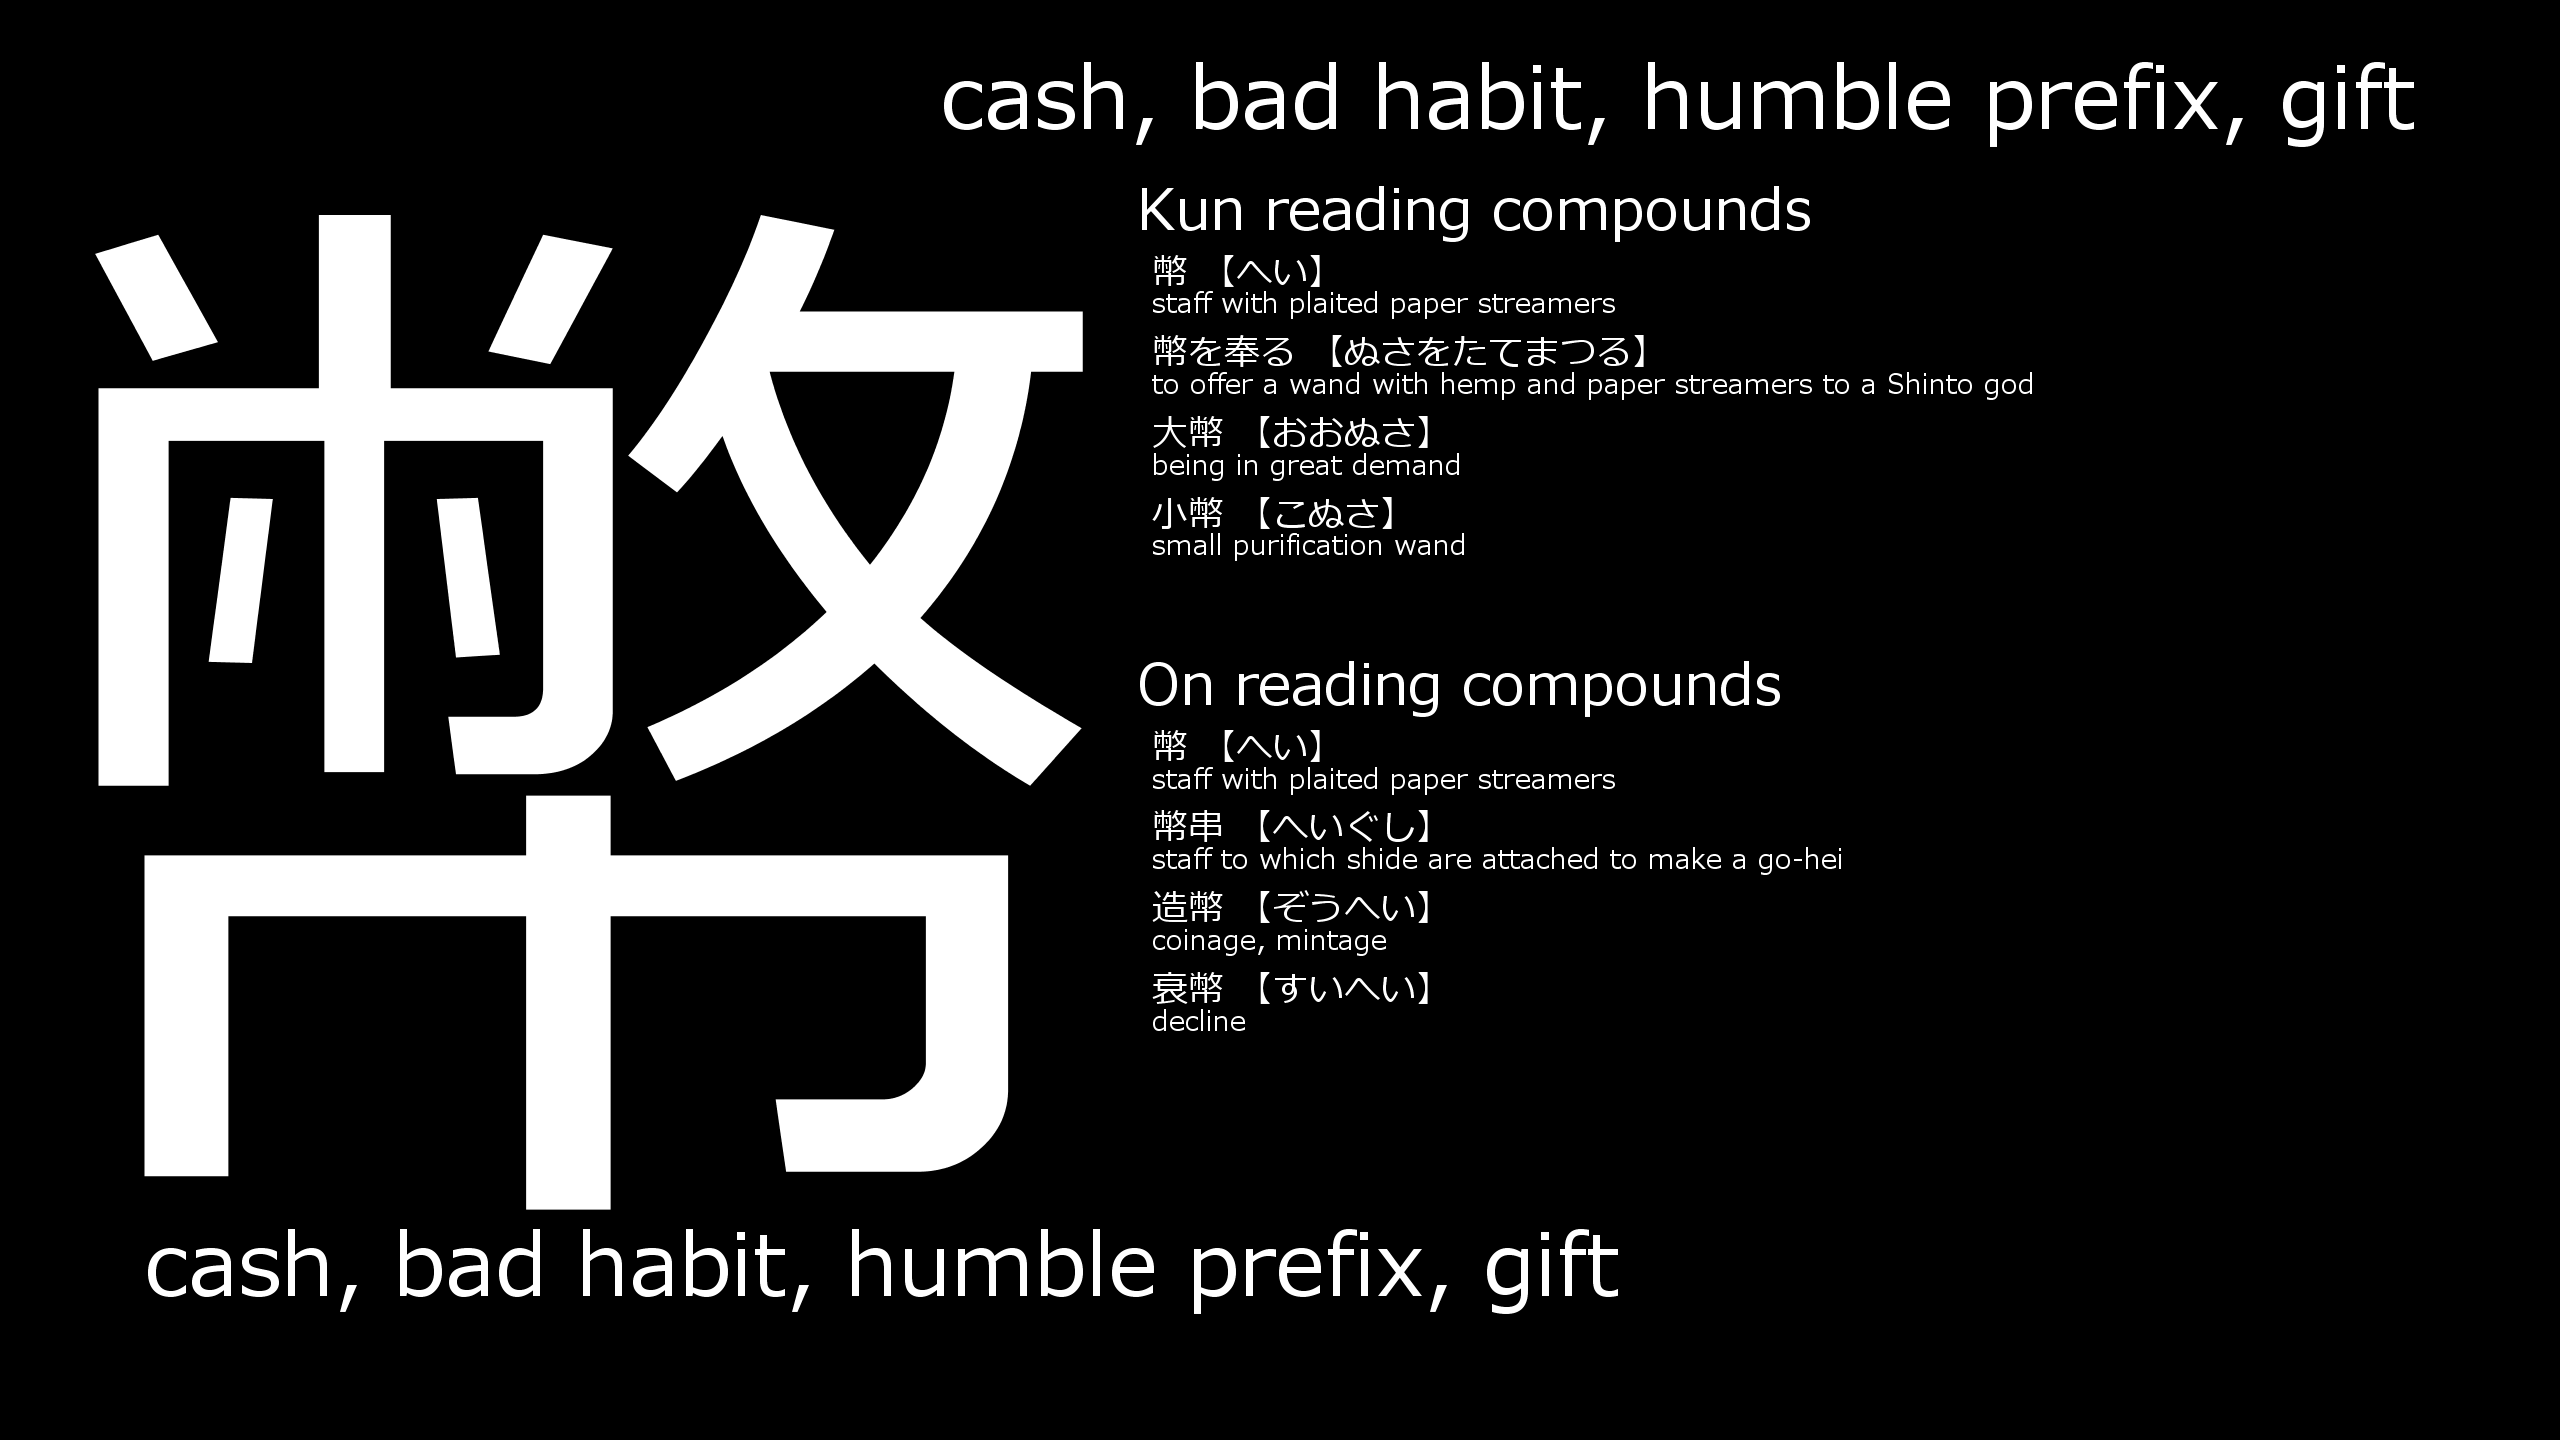 cash, bad habit, humble prefix, gift
幣
Kun reading compounds
幣 【へい】
staff with plaited paper streamers
幣を奉る 【ぬさをたてまつる】
to offer a wand with hemp and paper streamers to a Shinto god
大幣 【おおぬさ】
being in great demand
小幣 【こぬさ】
small purification wand
On reading compounds
幣 【へい】
staff with plaited paper streamers
幣串 【へいぐし】
staff to which shide are attached to make a go-hei
造幣 【ぞうへい】
coinage, mintage
衰幣 【すいへい】
decline
cash, bad habit, humble prefix, gift